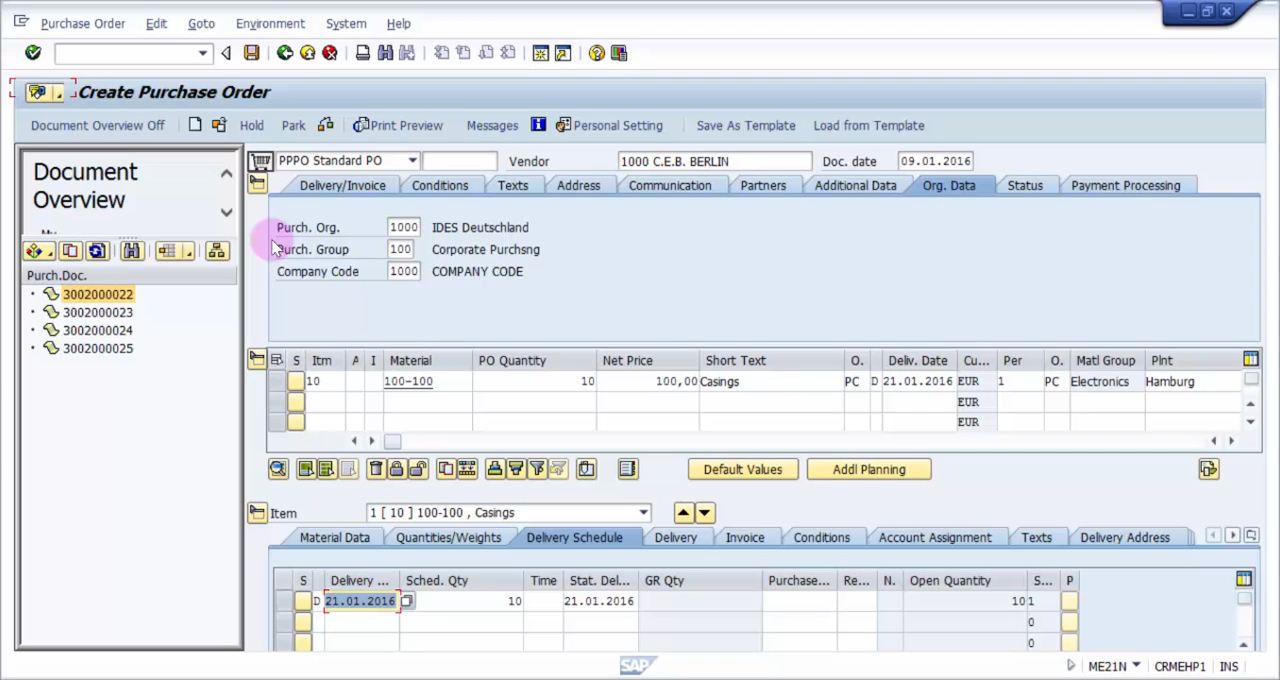 Purchase Order Edit Goto Environment System Help
Create Purchase Order
Document Overview Off Hold Park Print Preview Messages Personal Setting Save As Template Load from Template
Document
Overview
Purch.Doc.
3002000022
3002000023
3002000024
3002000025
PPPO Standard PO Vendor 1000 C.E.B. BERLIN Doc. date 09.01.2016
Delivery/Invoice Conditions Texts Address Communication Partners Additional Data Org. Data Status Payment Processing
Purch. Org. 1000 IDES Deutschland
Purch. Group 100 Corporate Purchsng
Company Code 1000 COMPANY CODE
S Itm A I Material PO Quantity Net Price Short Text O. Deliv. Date Cu... Per O. Matl Group Plnt
10 100-100 10 100,00 Casings PC D 21.01.2016 EUR 1 PC Electronics Hamburg
EUR
EUR
Default Values Addl Planning
Item 1 [ 10 ] 100-100 , Casings
Material Data Quantities/Weights Delivery Schedule Delivery Invoice Conditions Account Assignment Texts Delivery Address
S Delivery ... Sched. Qty Time Stat. Del... GR Qty Purchase... Re... N. Open Quantity S... P
D 21.01.2016 10 21.01.2016 10 1
0
0
SAP ME21N CRMEHP1 INS